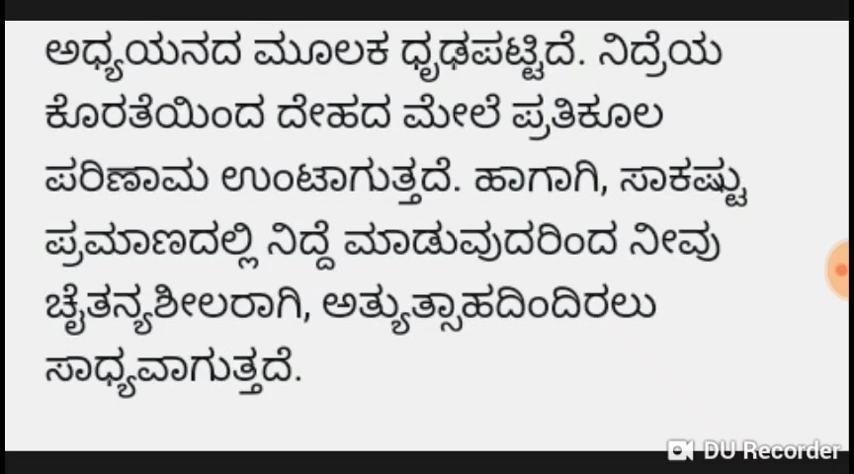 ಅಧ್ಯಯನದ ಮೂಲಕ ಧೃಢಪಟ್ಟಿದೆ. ನಿದ್ರೆಯ
ಕೊರತೆಯಿಂದ ದೇಹದ ಮೇಲೆ ಪ್ರತಿಕೂಲ
ಪರಿಣಾಮ ಉಂಟಾಗುತ್ತದೆ. ಹಾಗಾಗಿ, ಸಾಕಷ್ಟು
ಪ್ರಮಾಣದಲ್ಲಿ ನಿದ್ದೆ ಮಾಡುವುದರಿಂದ ನೀವು
ಚೈತನ್ಯಶೀಲರಾಗಿ, ಅತ್ಯುತ್ಸಾಹದಿಂದಿರಲು
ಸಾಧ್ಯವಾಗುತ್ತದೆ.
DU Recorder